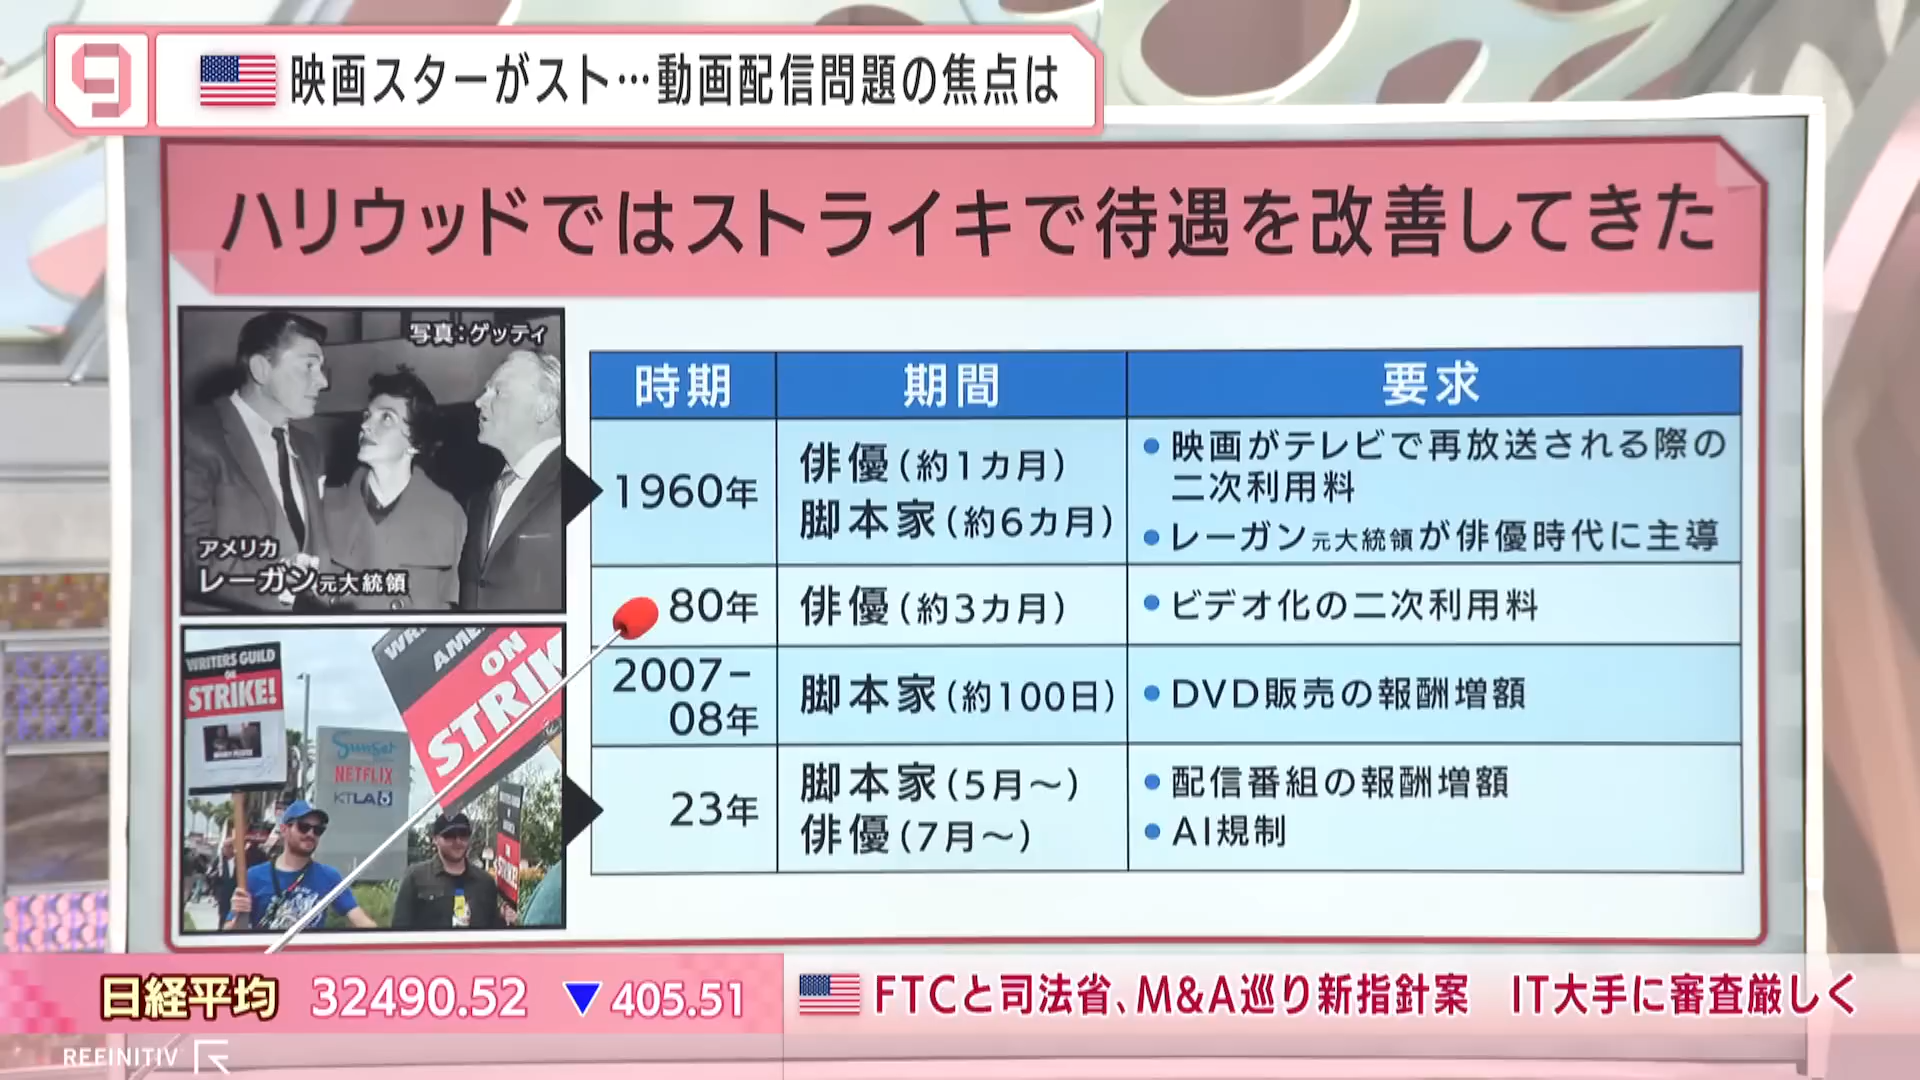 9
映画スターがスト…動画配信問題の焦点は
ハリウッドではストライキで待遇を改善してきた
写真:ゲッティ
アメリカ
レーガン元大統領
時期 期間 要求
1960年
俳優(約1カ月)
脚本家(約6カ月)
• 映画がテレビで再放送される際の
二次利用料
• レーガン元大統領が俳優時代に主導
80年 俳優(約3カ月) • ビデオ化の二次利用料
2007-
08年
脚本家(約100日) • DVD販売の報酬増額
23年
脚本家(5月~)
俳優(7月~)
• 配信番組の報酬増額
• AI規制
WRITERS GUILD
ON
STRIKE!
AME
ON
STRIK
Sunset
NETFLIX
KTLA5
日経平均 32490.52 ▼405.51
FTCと司法省、M&A巡り新指針案 IT大手に審査厳しく
REFINITIV